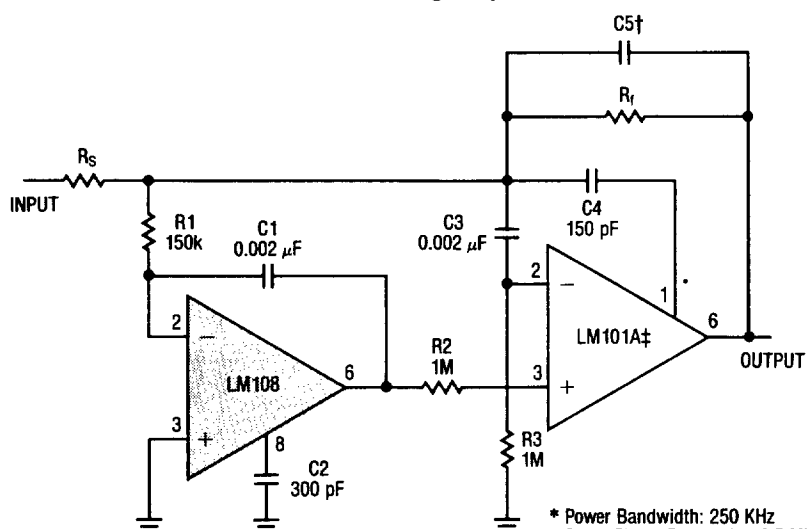 C5†
Rf
RS
INPUT
R1
150k
C1
0.002 µF
C3
0.002 µF
C4
150 pF
2
3
LM108
6
8
C2
300 pF
R2
1M
R3
1M
2
3
1
LM101A‡
6
OUTPUT
* Power Bandwidth: 250 KHz